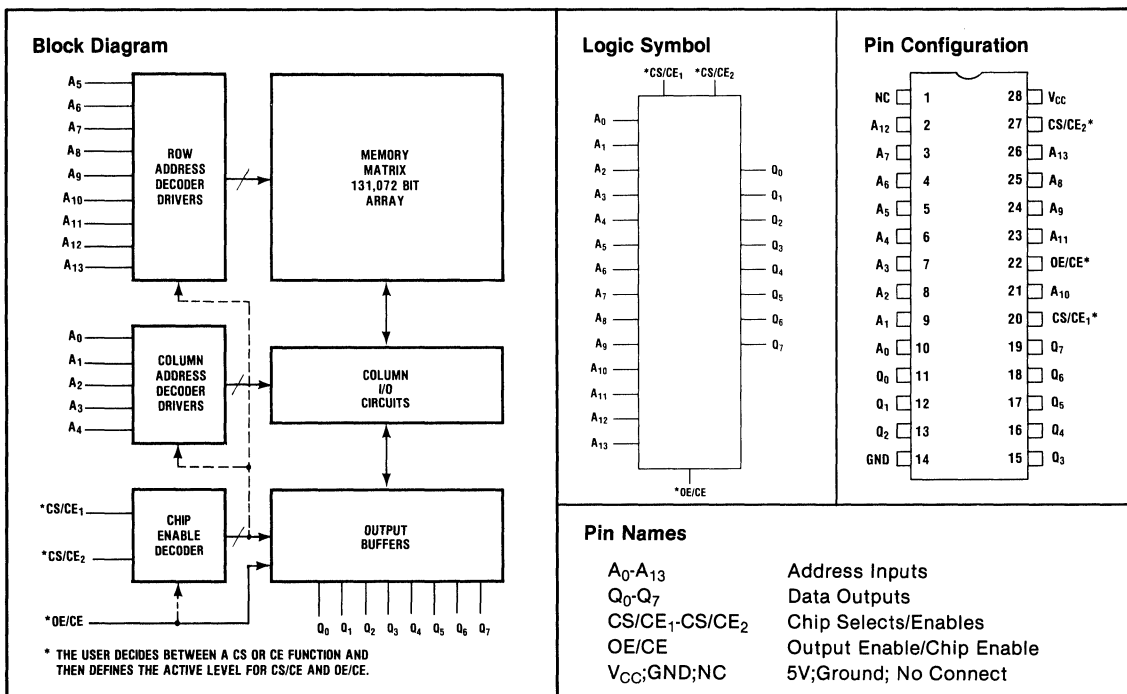 Block Diagram
A5
A6
A7
A8
A9
A10
A11
A12
A13
ROW
ADDRESS
DECODER
DRIVERS
MEMORY
MATRIX
131,072 BIT
ARRAY
A0
A1
A2
A3
A4
COLUMN
ADDRESS
DECODER
DRIVERS
COLUMN
I/O
CIRCUITS
*CS/CE1
*CS/CE2
CHIP
ENABLE
DECODER
OUTPUT
BUFFERS
*OE/CE
Q0 Q1 Q2 Q3 Q4 Q5 Q6 Q7
* THE USER DECIDES BETWEEN A CS OR CE FUNCTION AND
THEN DEFINES THE ACTIVE LEVEL FOR CS/CE AND OE/CE.
Logic Symbol
*CS/CE1 *CS/CE2
A0
A1
A2
A3
A4
A5
A6
A7
A8
A9
A10
A11
A12
A13
Q0
Q1
Q2
Q3
Q4
Q5
Q6
Q7
*OE/CE
Pin Configuration
NC 1 28 VCC
A12 2 27 CS/CE2*
A7 3 26 A13
A6 4 25 A8
A5 5 24 A9
A4 6 23 A11
A3 7 22 OE/CE*
A2 8 21 A10
A1 9 20 CS/CE1*
A0 10 19 Q7
Q0 11 18 Q6
Q1 12 17 Q5
Q2 13 16 Q4
GND 14 15 Q3
Pin Names
A0-A13 Address Inputs
Q0-Q7 Data Outputs
CS/CE1-CS/CE2 Chip Selects/Enables
OE/CE Output Enable/Chip Enable
VCC;GND;NC 5V;Ground; No Connect